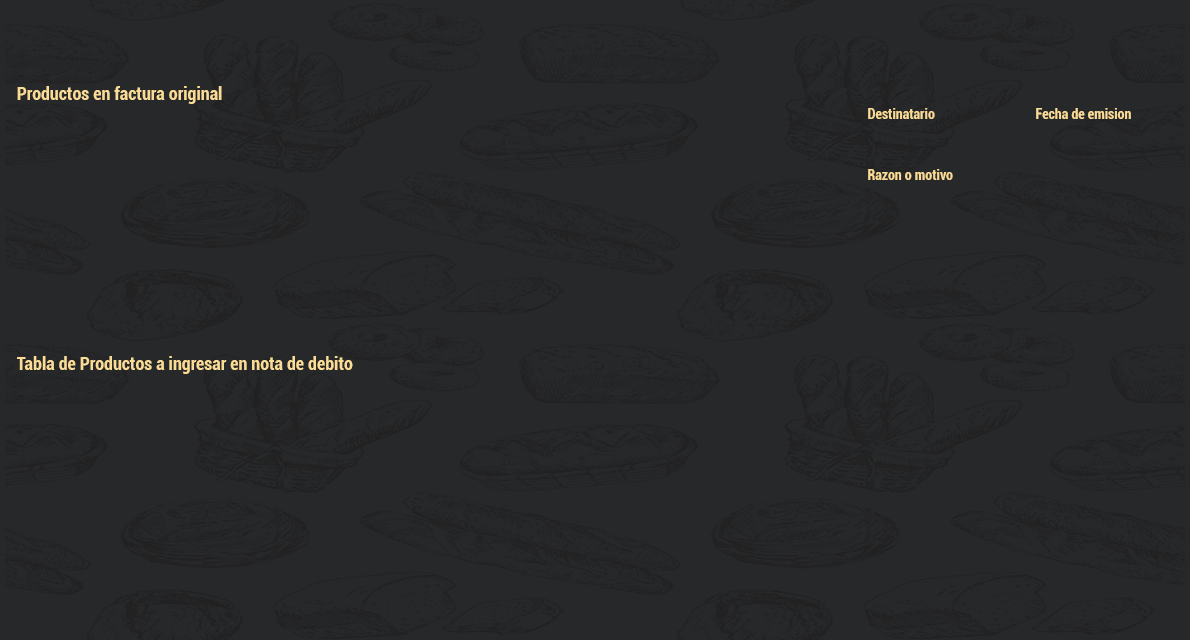 Productos en factura original
Destinatario
Fecha de emision
Razon o motivo
Tabla de Productos a ingresar en nota de debito